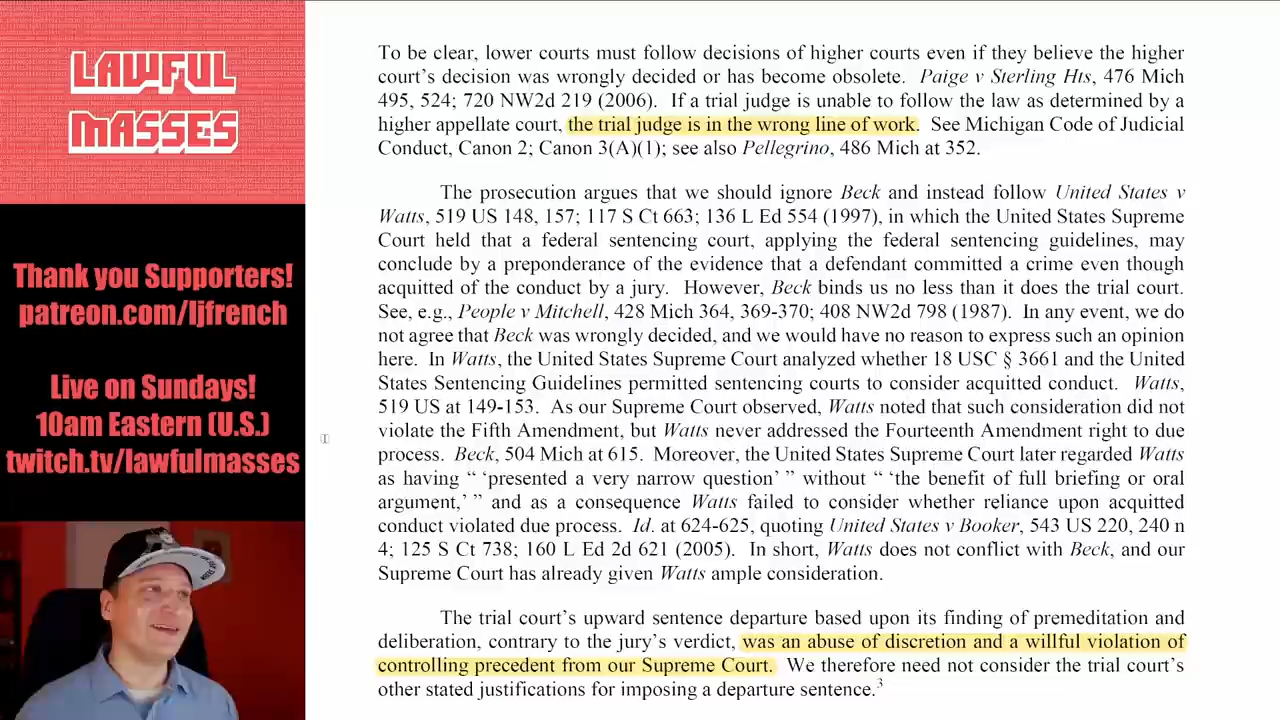 LAWFUL
MASSES
Thank you Supporters!
patreon.com/ljfrench
Live on Sundays!
10am Eastern (U.S.)
twitch.tv/lawfulmasses
To be clear, lower courts must follow decisions of higher courts even if they believe the higher
court’s decision was wrongly decided or has become obsolete. Paige v Sterling Hts, 476 Mich
495, 524; 720 NW2d 219 (2006). If a trial judge is unable to follow the law as determined by a
higher appellate court, the trial judge is in the wrong line of work. See Michigan Code of Judicial
Conduct, Canon 2; Canon 3(A)(1); see also Pellegrino, 486 Mich at 352.
The prosecution argues that we should ignore Beck and instead follow United States v
Watts, 519 US 148, 157; 117 S Ct 663; 136 L Ed 554 (1997), in which the United States Supreme
Court held that a federal sentencing court, applying the federal sentencing guidelines, may
conclude by a preponderance of the evidence that a defendant committed a crime even though
acquitted of the conduct by a jury. However, Beck binds us no less than it does the trial court.
See, e.g., People v Mitchell, 428 Mich 364, 369-370; 408 NW2d 798 (1987). In any event, we do
not agree that Beck was wrongly decided, and we would have no reason to express such an opinion
here. In Watts, the United States Supreme Court analyzed whether 18 USC § 3661 and the United
States Sentencing Guidelines permitted sentencing courts to consider acquitted conduct. Watts,
519 US at 149-153. As our Supreme Court observed, Watts noted that such consideration did not
violate the Fifth Amendment, but Watts never addressed the Fourteenth Amendment right to due
process. Beck, 504 Mich at 615. Moreover, the United States Supreme Court later regarded Watts
as having “ ‘presented a very narrow question’ ” without “ ‘the benefit of full briefing or oral
argument,’ ” and as a consequence Watts failed to consider whether reliance upon acquitted
conduct violated due process. Id. at 624-625, quoting United States v Booker, 543 US 220, 240 n
4; 125 S Ct 738; 160 L Ed 2d 621 (2005). In short, Watts does not conflict with Beck, and our
Supreme Court has already given Watts ample consideration.
The trial court’s upward sentence departure based upon its finding of premeditation and
deliberation, contrary to the jury’s verdict, was an abuse of discretion and a willful violation of
controlling precedent from our Supreme Court. We therefore need not consider the trial court’s
other stated justifications for imposing a departure sentence.3